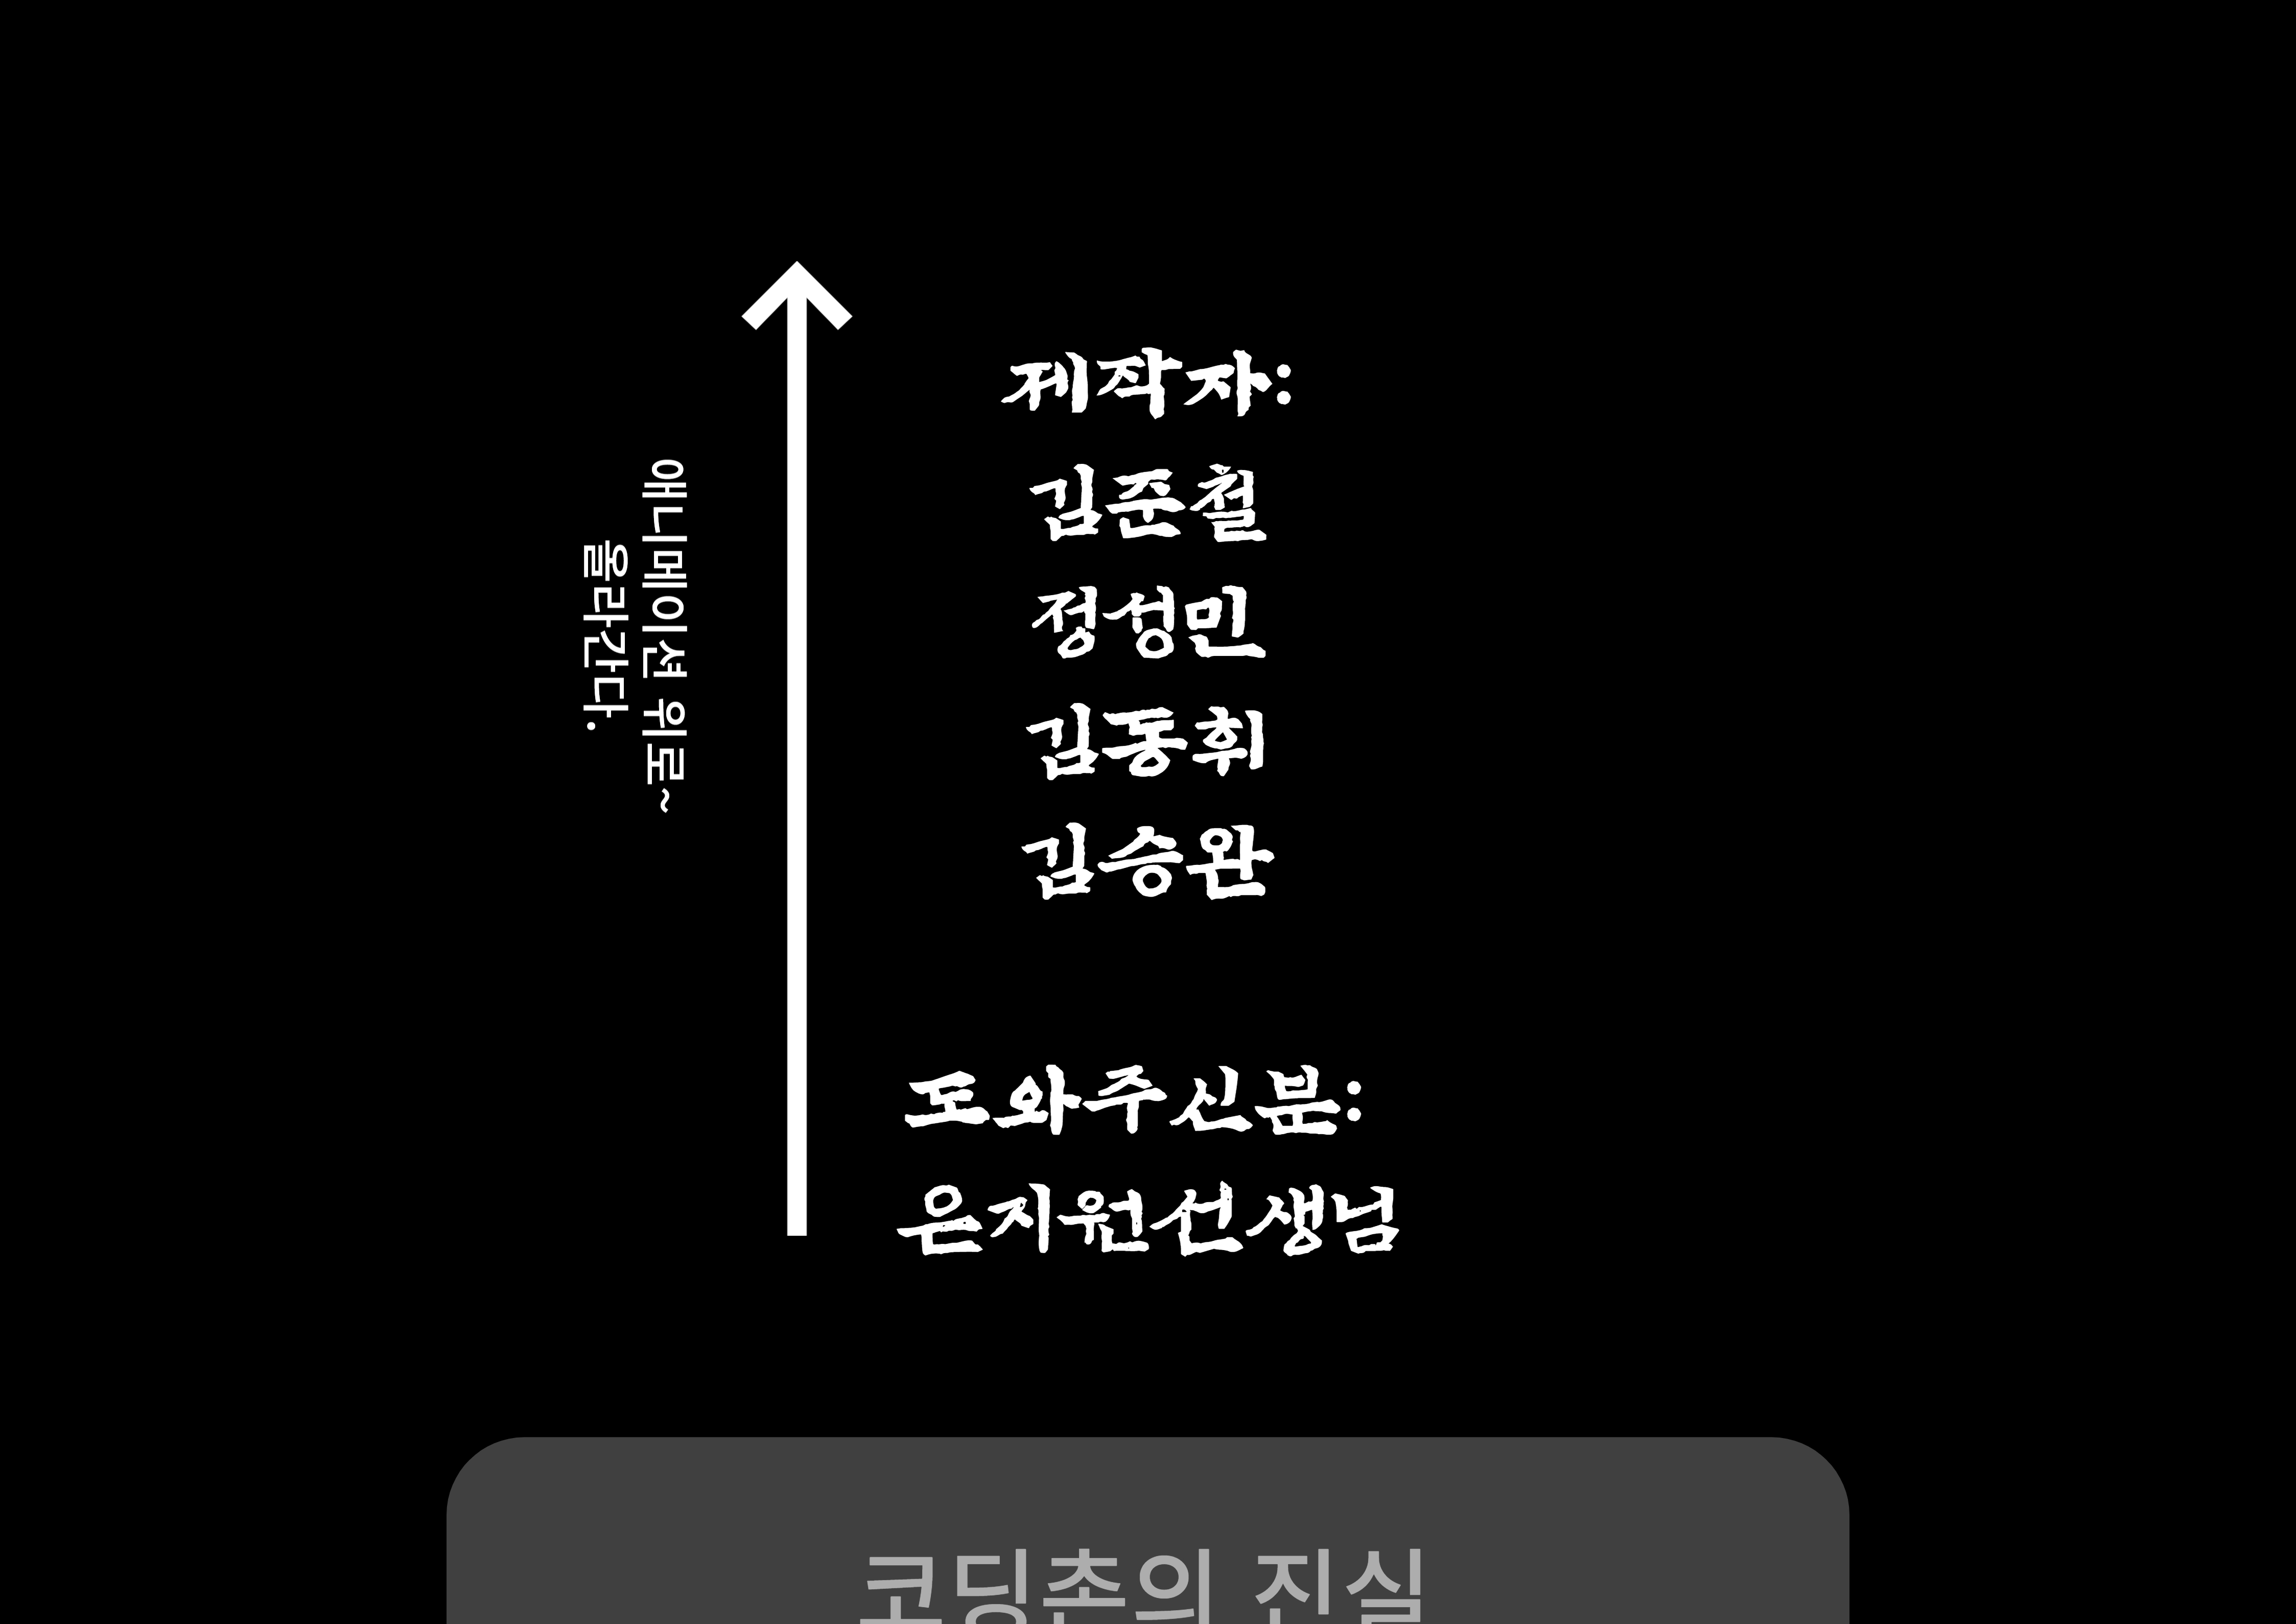 애니메이션 위로~
올라간다.
제작자:
김준철
정성민
김동휘
김승완
도와주신분:
은지원선생님
코딩촌의 진실